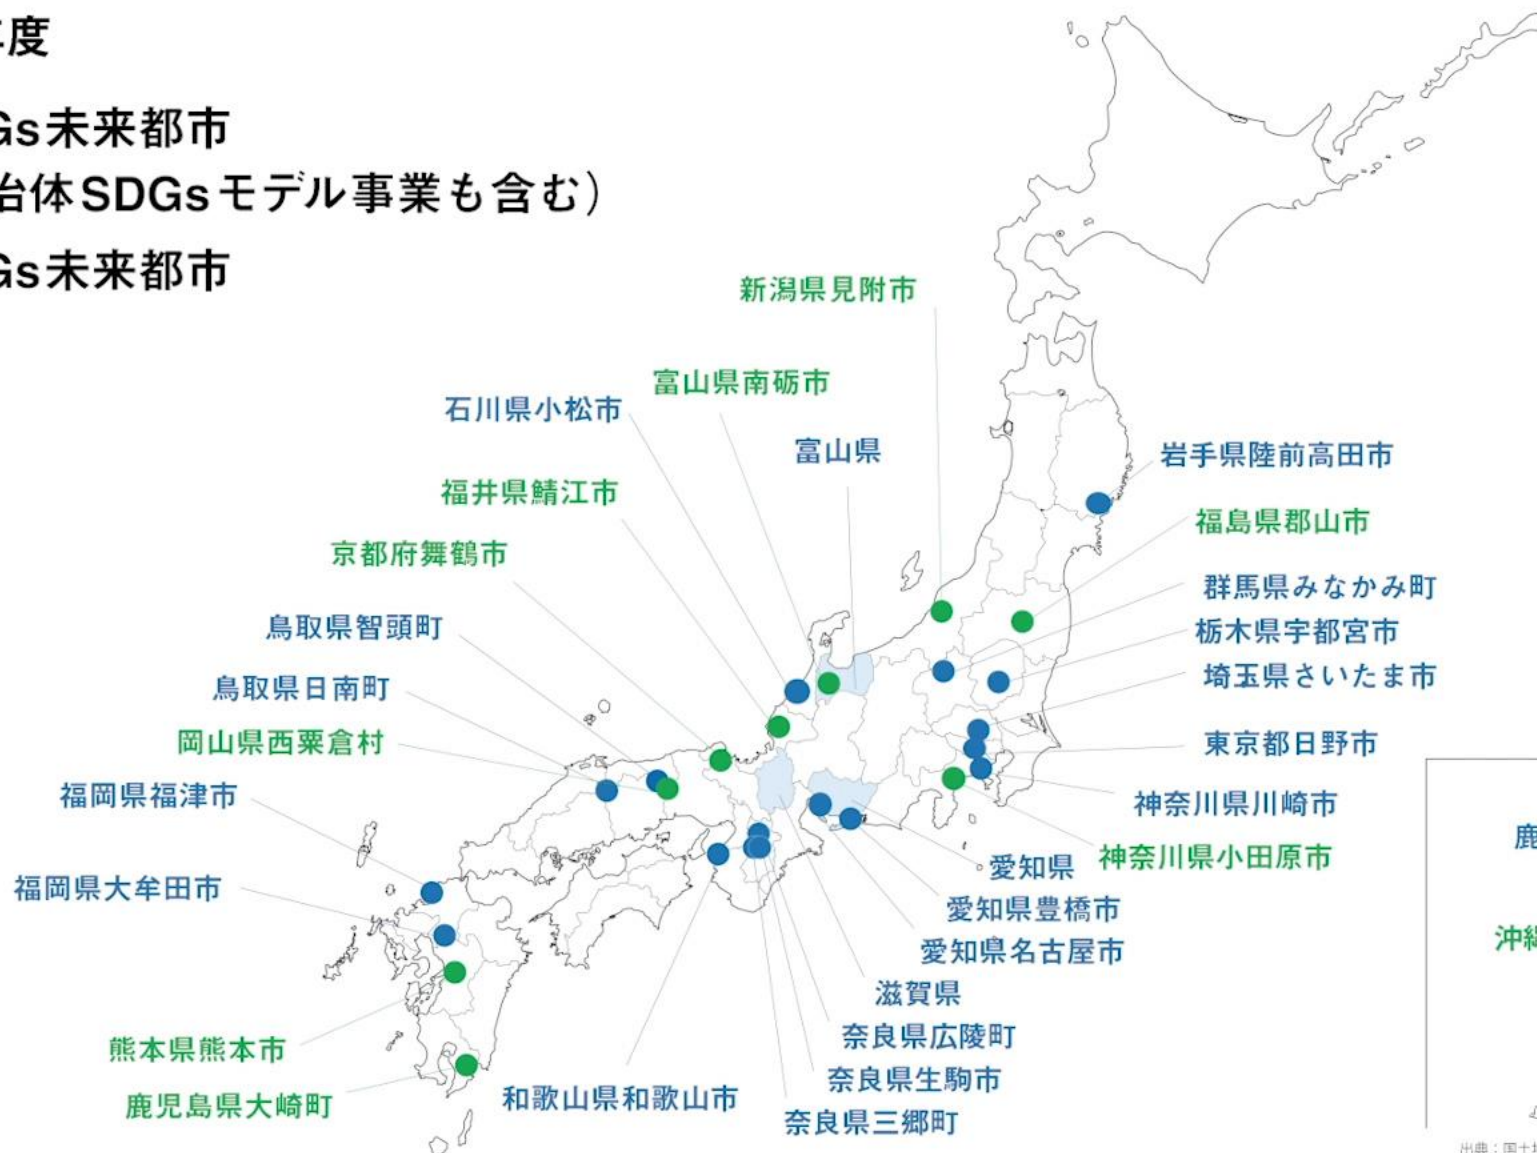 年度
Gs未来都市
治体SDGsモデル事業も含む）
Gs未来都市
新潟県見附市
富山県南砺市
石川県小松市
富山県
岩手県陸前高田市
福井県鯖江市
福島県郡山市
京都府舞鶴市
群馬県みなかみ町
鳥取県智頭町
栃木県宇都宮市
埼玉県さいたま市
鳥取県日南町
岡山県西粟倉村
東京都日野市
福岡県福津市
神奈川県川崎市
鹿
神奈川県小田原市
愛知県
福岡県大牟田市
愛知県豊橋市
沖縄
愛知県名古屋市
滋賀県
奈良県広陵町
熊本県熊本市
奈良県生駒市
和歌山県和歌山市
鹿児島県大崎町
奈良県三郷町
出典：国土地